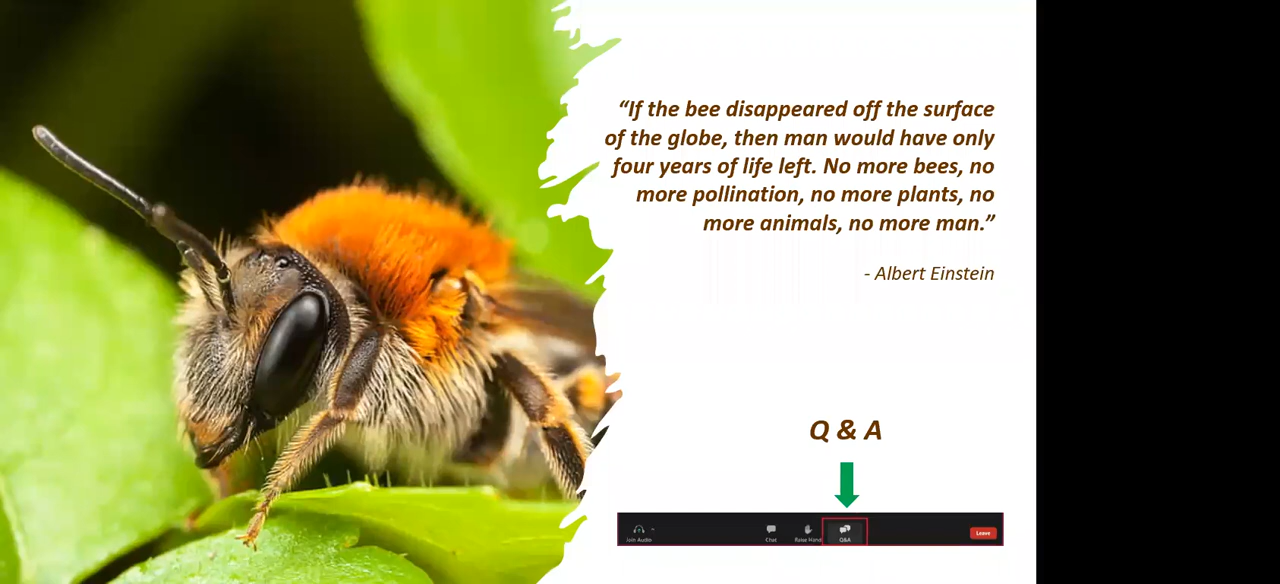 “If the bee disappeared off the surface
of the globe, then man would have only
four years of life left. No more bees, no
more pollination, no more plants, no
more animals, no more man.”
- Albert Einstein
Q & A
Join Audio
Chat
Raise Hand
Q&A
Leave